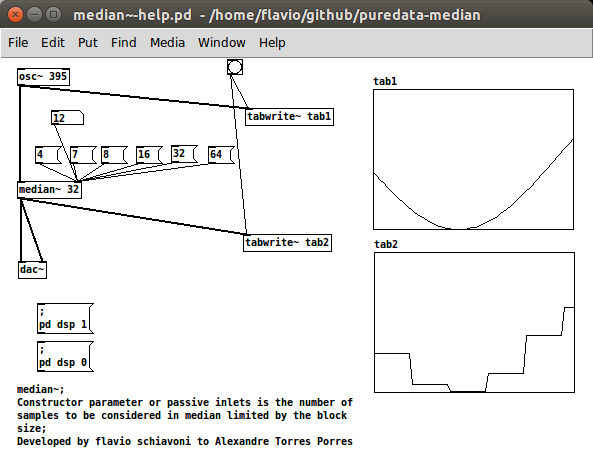 median~-help.pd - /home/flavio/github/puredata-median
File Edit Put Find Media Window Help
osc~ 395
tab1
12
tabwrite~ tab1
4 7 8 16 32 64
median~ 32
tabwrite~ tab2
tab2
dac~
;
pd dsp 1
;
pd dsp 0
median~;
Constructor parameter or passive inlets is the number of
samples to be considered in median limited by the block
size;
Developed by flavio schiavoni to Alexandre Torres Porres